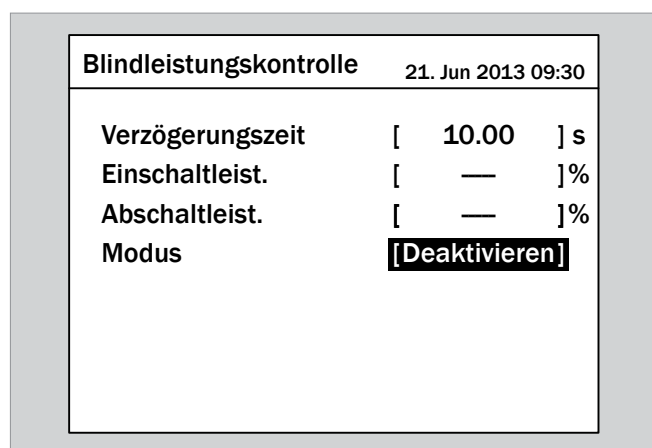 Blindleistungskontrolle 21. Jun 2013 09:30
Verzögerungszeit [ 10.00 ] s
Einschaltleist. [ — ]%
Abschaltleist. [ — ]%
Modus [Deaktivieren]